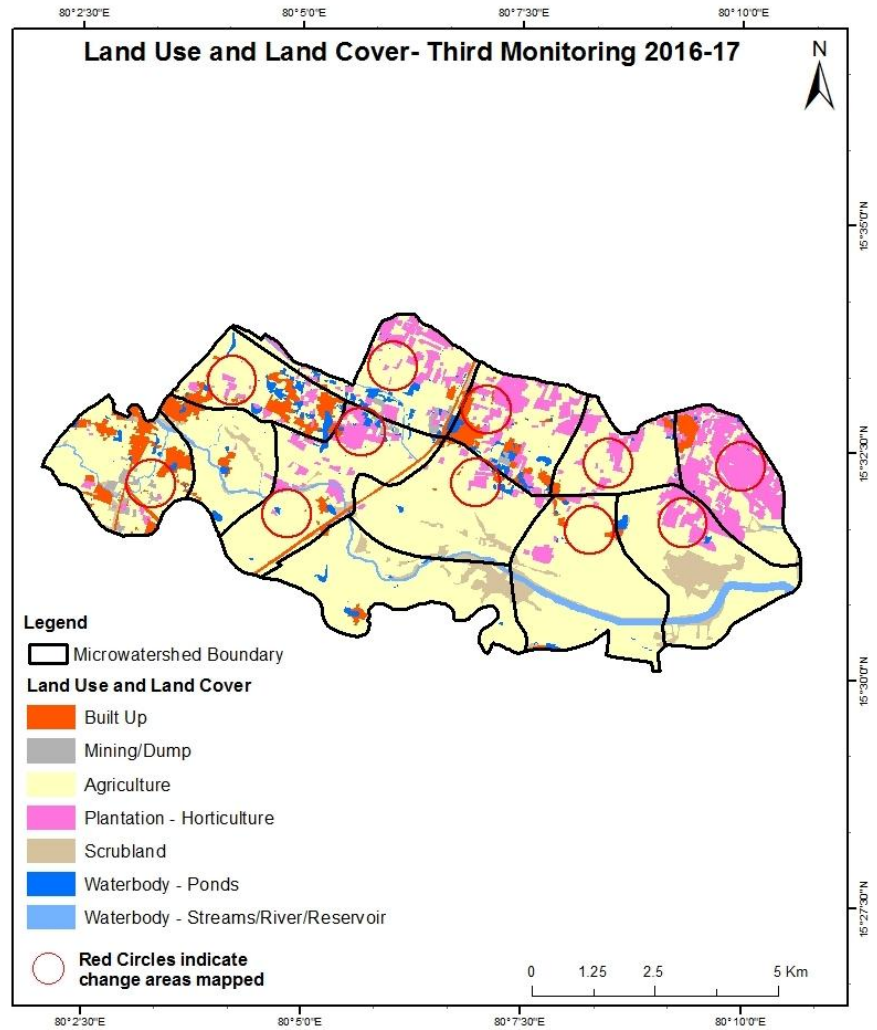 80°2'30"E 80°5'0"E 80°7'30"E 80°10'0"E
Land Use and Land Cover- Third Monitoring 2016-17
N
15°35'0"N
15°32'30"N
15°30'0"N
15°27'30"N
Legend
Microwatershed Boundary
Land Use and Land Cover
Built Up
Mining/Dump
Agriculture
Plantation - Horticulture
Scrubland
Waterbody - Ponds
Waterbody - Streams/River/Reservoir
Red Circles indicate
change areas mapped
0 1.25 2.5 5 Km
80°2'30"E 80°5'0"E 80°7'30"E 80°10'0"E